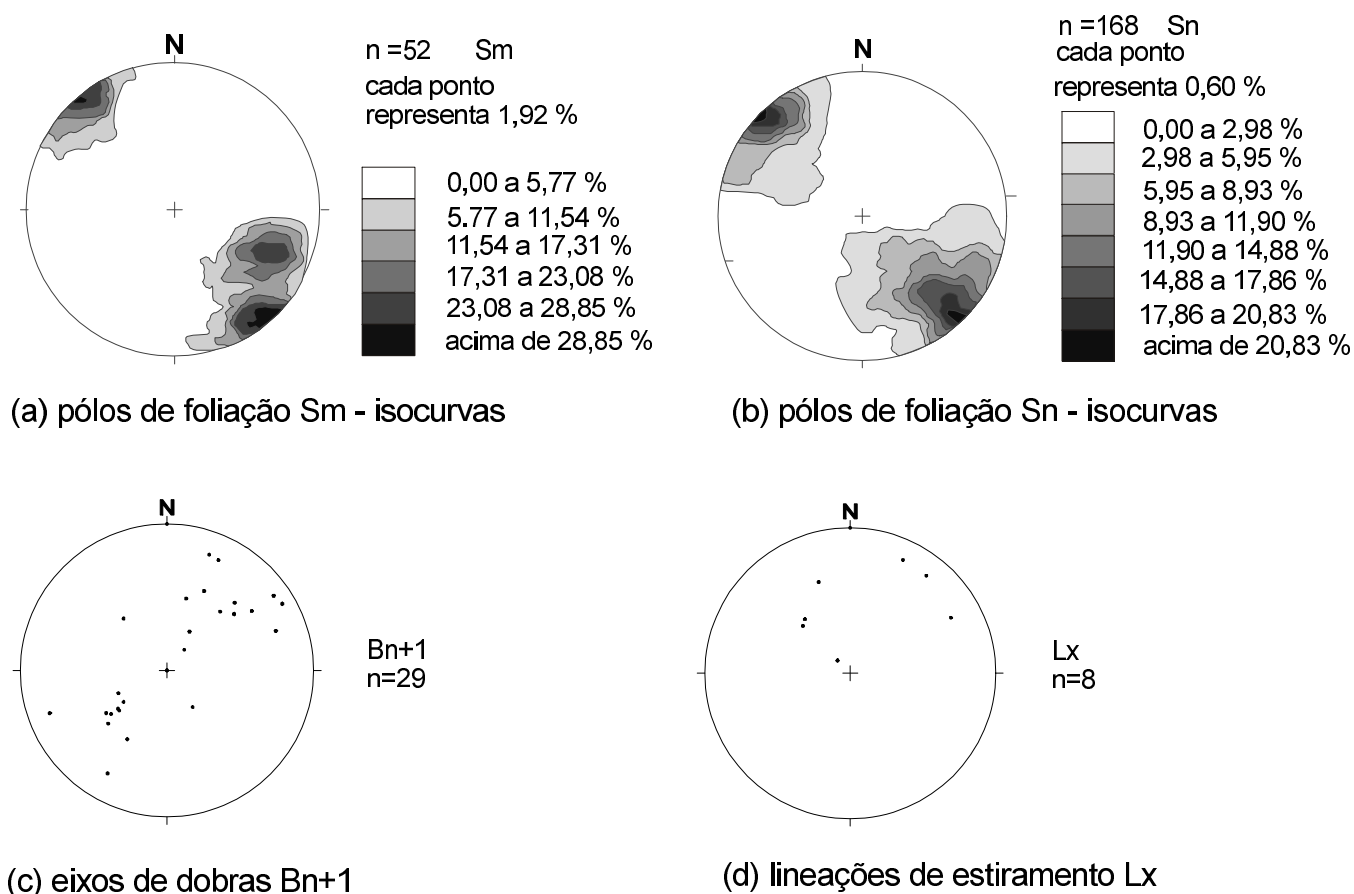 N
n =52 Sm
cada ponto
representa 1,92 %
0,00 a 5,77 %
5.77 a 11,54 %
11,54 a 17,31 %
17,31 a 23,08 %
23,08 a 28,85 %
acima de 28,85 %
(a) pólos de foliação Sm - isocurvas
N
n =168 Sn
cada ponto
representa 0,60 %
0,00 a 2,98 %
2,98 a 5,95 %
5,95 a 8,93 %
8,93 a 11,90 %
11,90 a 14,88 %
14,88 a 17,86 %
17,86 a 20,83 %
acima de 20,83 %
(b) pólos de foliação Sn - isocurvas
N
Bn+1
n=29
(c) eixos de dobras Bn+1
N
Lx
n=8
(d) lineações de estiramento Lx